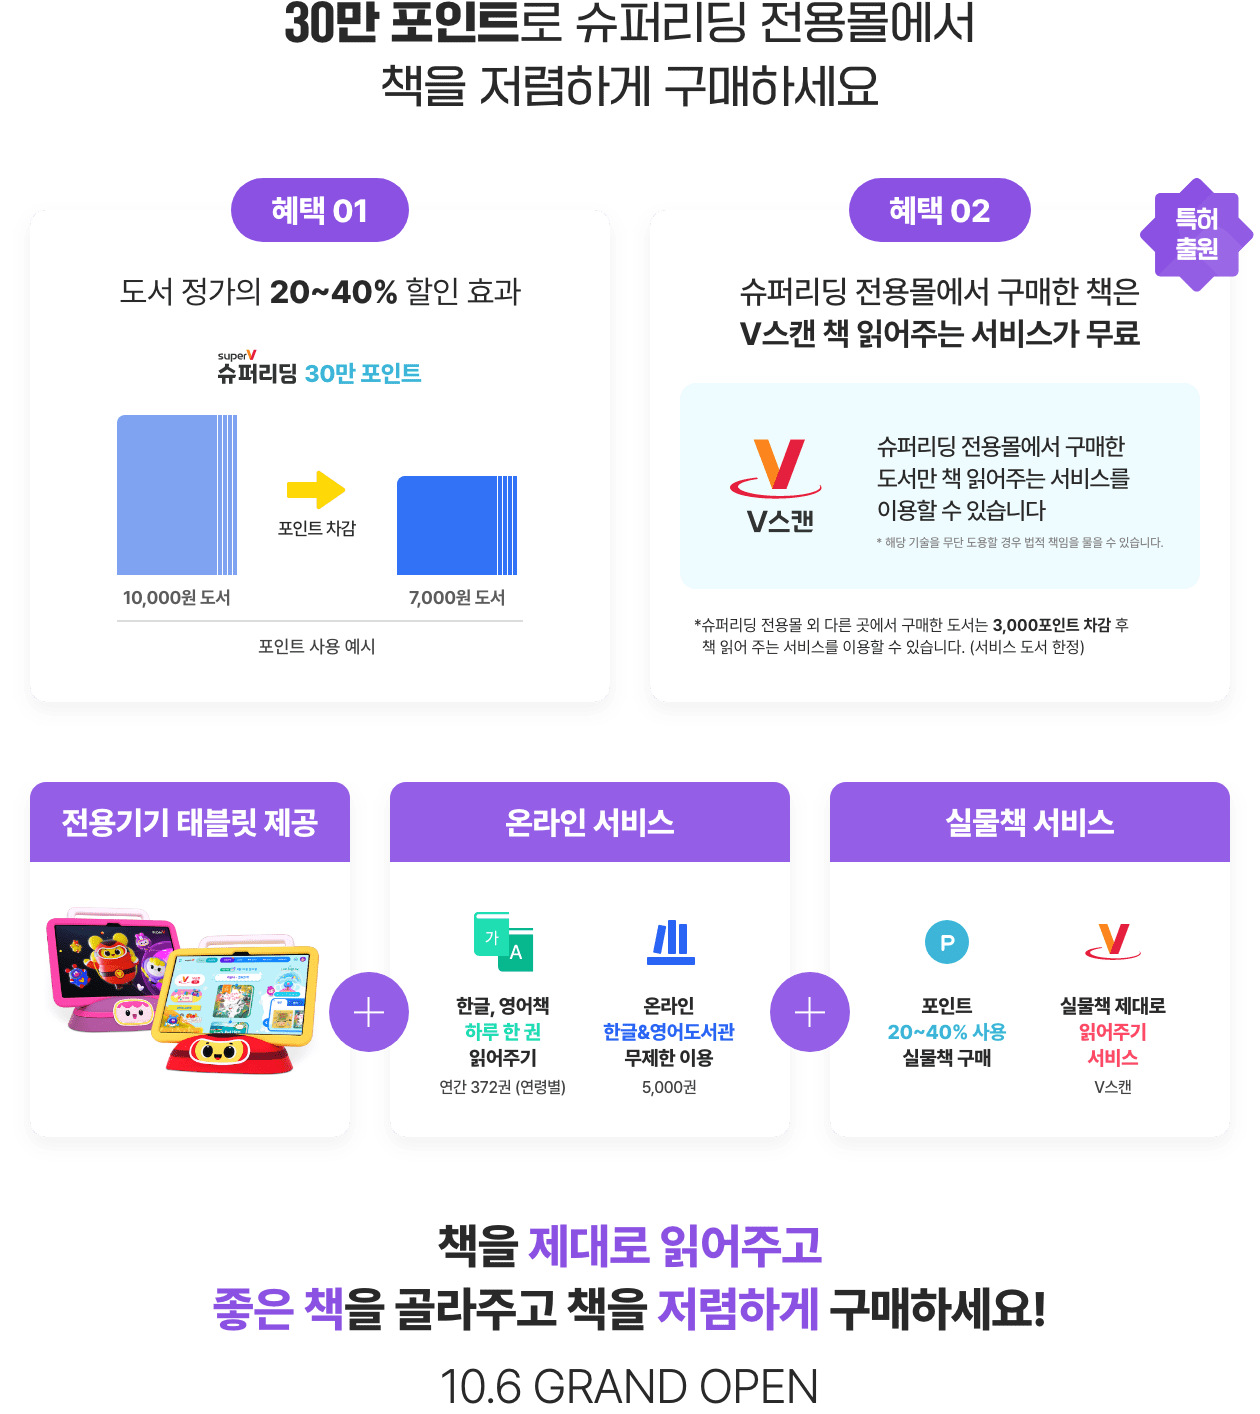 30만 포인트로 슈퍼리딩 전용몰에서
책을 저렴하게 구매하세요
혜택 01
도서 정가의 20~40% 할인 효과
superV
슈퍼리딩 30만 포인트
포인트 차감
10,000원 도서
7,000원 도서
포인트 사용 예시
혜택 02
특허
출원
슈퍼리딩 전용몰에서 구매한 책은
V스캔 책 읽어주는 서비스가 무료
V
V스캔
슈퍼리딩 전용몰에서 구매한
도서만 책 읽어주는 서비스를
이용할 수 있습니다
* 해당 기술을 무단 도용할 경우 법적 책임을 물을 수 있습니다.
*슈퍼리딩 전용몰 외 다른 곳에서 구매한 도서는 3,000포인트 차감 후
책 읽어 주는 서비스를 이용할 수 있습니다. (서비스 도서 한정)
전용기기 태블릿 제공
온라인 서비스
가
A
한글, 영어책
하루 한 권
읽어주기
연간 372권 (연령별)
온라인
한글&영어도서관
무제한 이용
5,000권
실물책 서비스
P
포인트
20~40% 사용
실물책 구매
V
실물책 제대로
읽어주기
서비스
V스캔
책을 제대로 읽어주고
좋은 책을 골라주고 책을 저렴하게 구매하세요!
10.6 GRAND OPEN